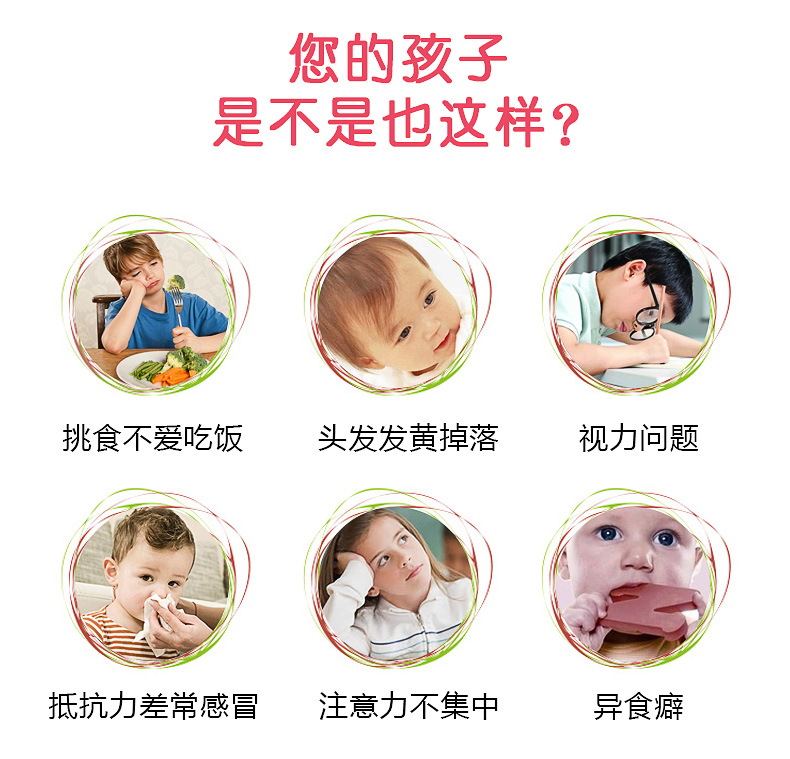 您的孩子
是不是也这样?
挑食不爱吃饭
头发发黄掉落
视力问题
抵抗力差常感冒
注意力不集中
异食癖